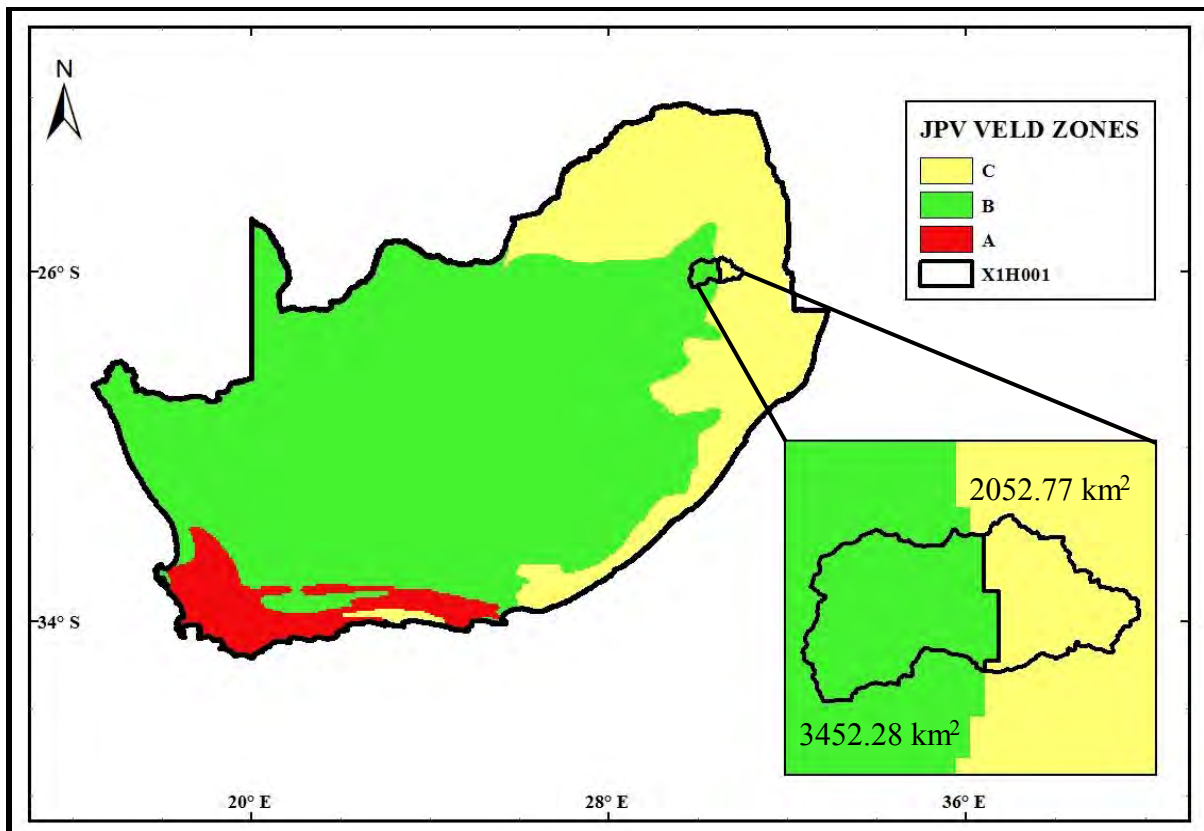 N
JPV VELD ZONES
C
B
A
X1H001
26° S
34° S
2052.77 km²
3452.28 km²
20° E
28° E
36° E